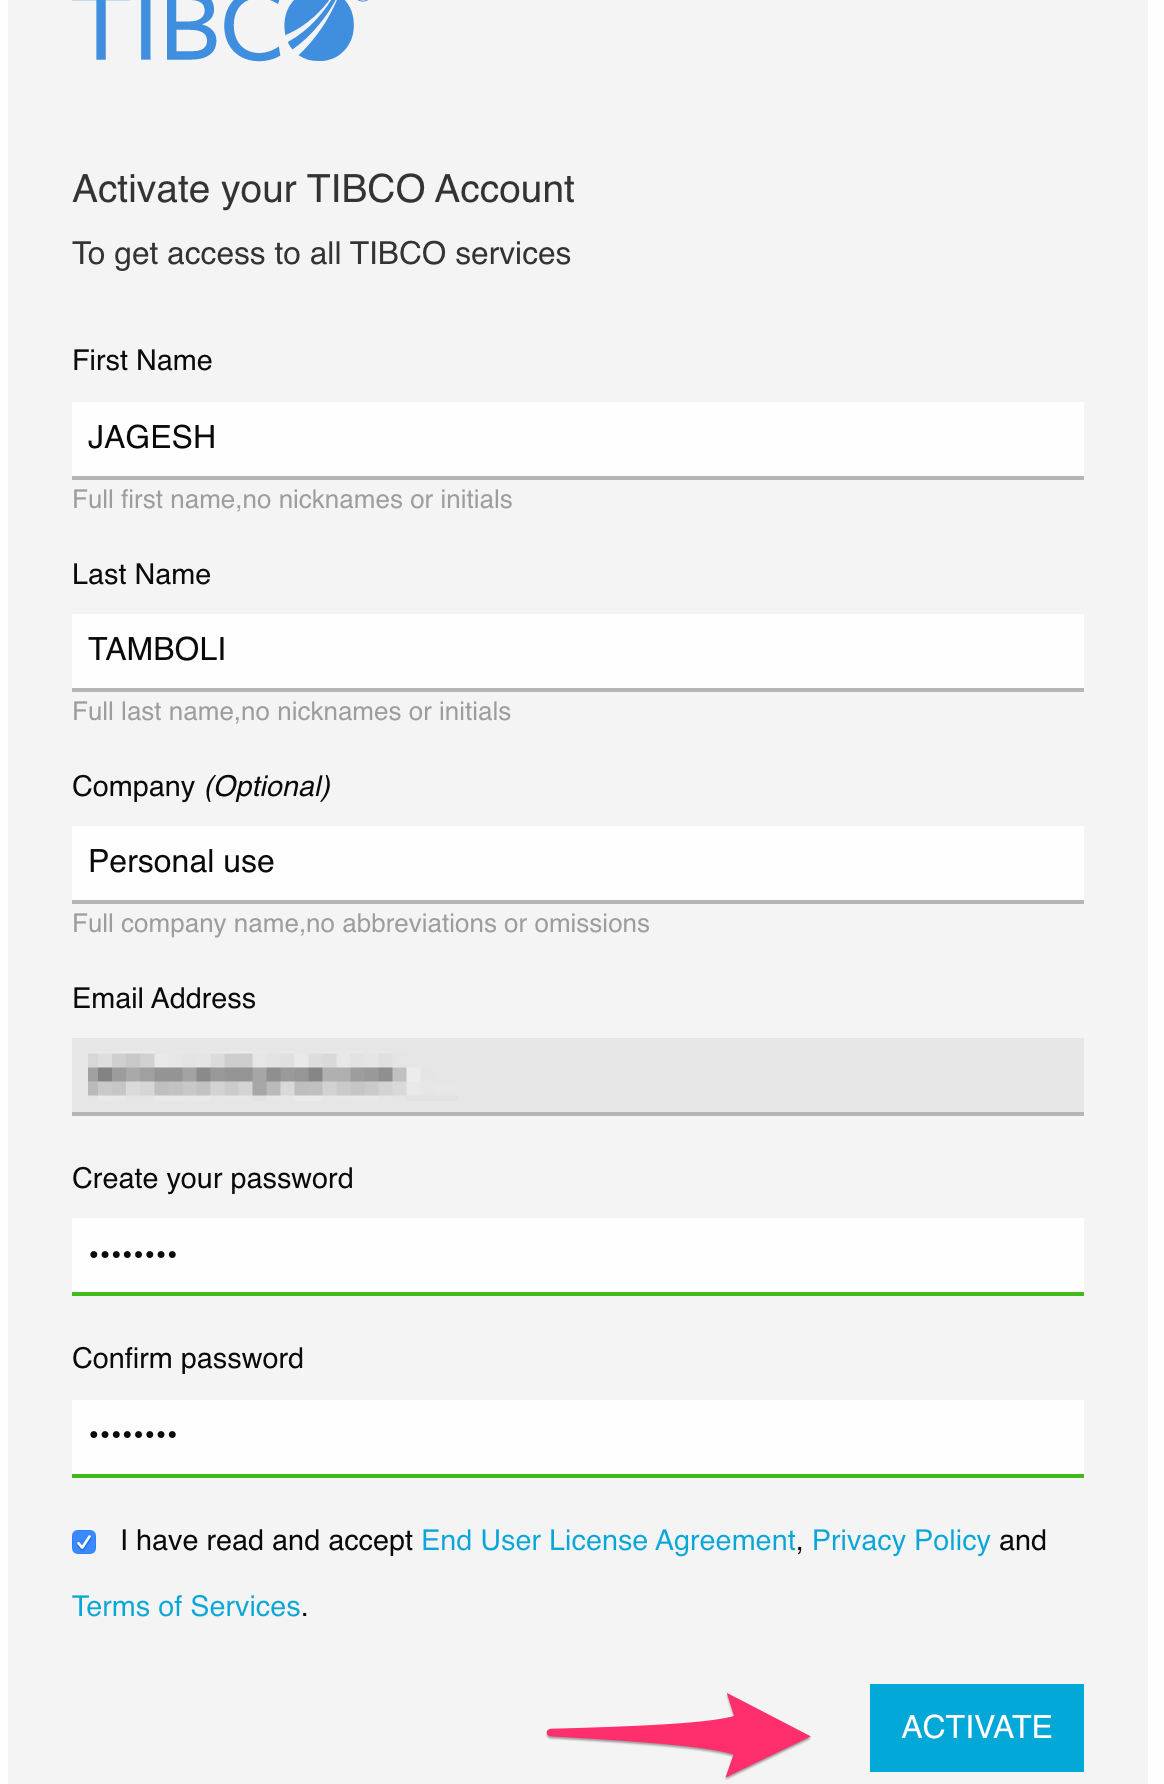 TIBCO
Activate your TIBCO Account
To get access to all TIBCO services
First Name
JAGESH
Full first name,no nicknames or initials
Last Name
TAMBOLI
Full last name,no nicknames or initials
Company (Optional)
Personal use
Full company name,no abbreviations or omissions
Email Address
Create your password
••••••••
Confirm password
••••••••
I have read and accept End User License Agreement, Privacy Policy and
Terms of Services.
ACTIVATE